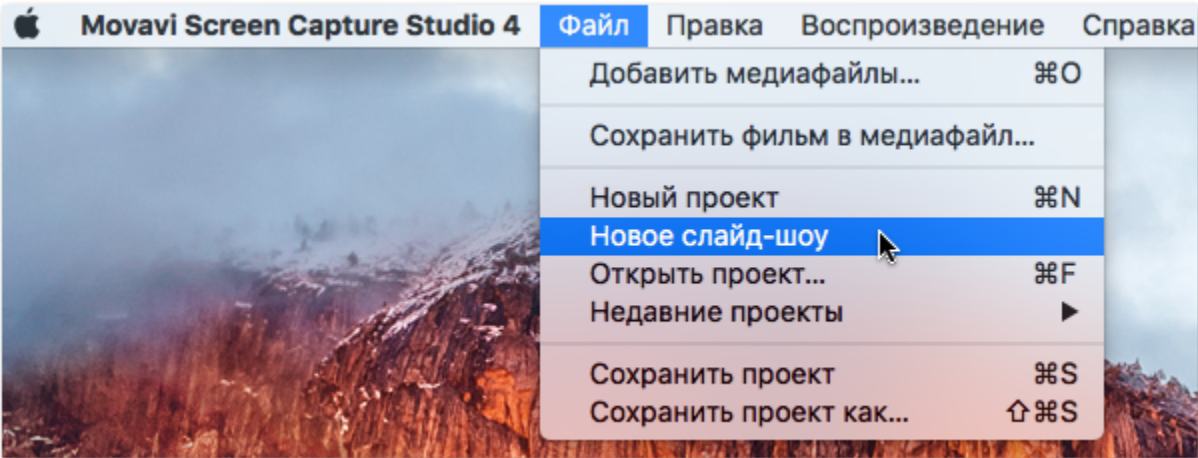 Movavi Screen Capture Studio 4 Файл Правка Воспроизведение Справка
Добавить медиафайлы... ⌘O
Сохранить фильм в медиафайл...
Новый проект ⌘N
Новое слайд-шоу
Открыть проект... ⌘F
Недавние проекты ▶
Сохранить проект ⌘S
Сохранить проект как... ⇧⌘S